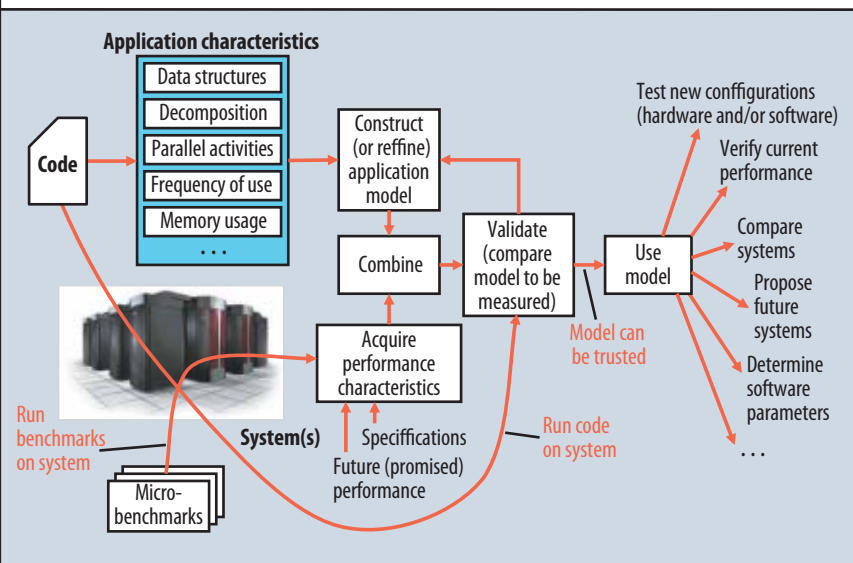 Application characteristics
Data structures
Decomposition
Parallel activities
Frequency of use
Memory usage
. . .
Code
Construct
(or reffine)
application
model
Combine
Acquire
performance
characteristics
Validate
(compare
model to be
measured)
Use
model
Model can
be trusted
Test new conffigurations
(hardware and/or software)
Verify current
performance
Compare
systems
Propose
future
systems
Determine
software
parameters
. . .
Run
benchmarks
on system
System(s)
Speciffications
Future (promised)
performance
Run code
on system
Micro-
benchmarks